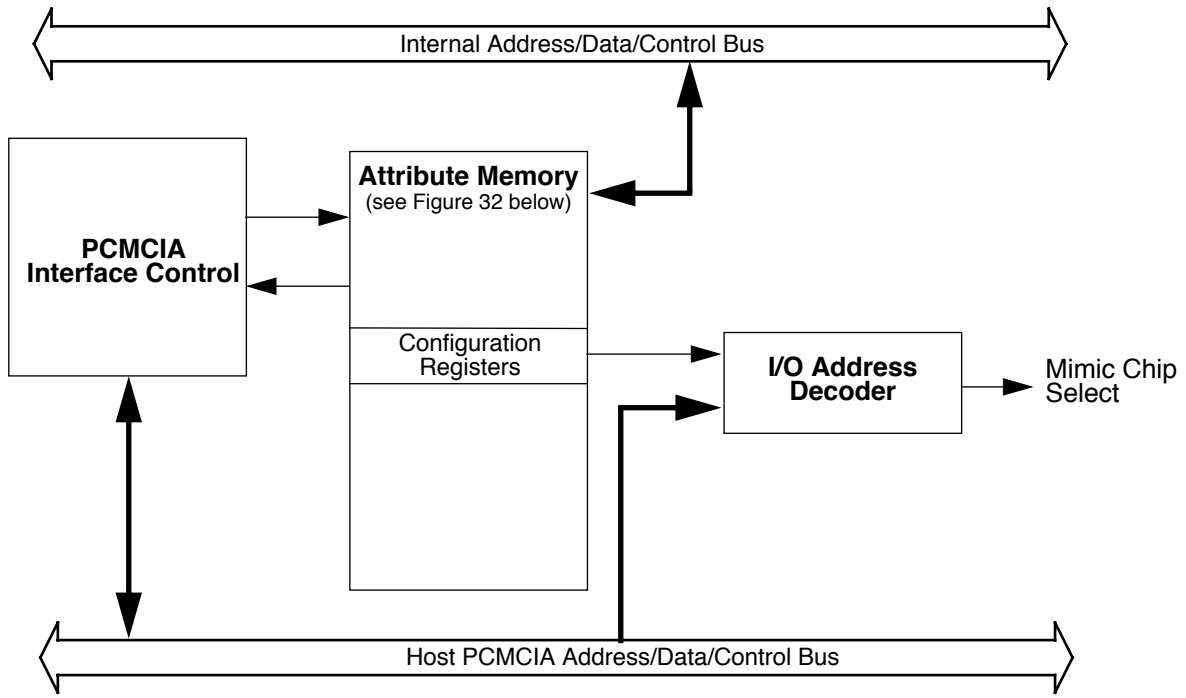 Internal Address/Data/Control Bus
Attribute Memory
(see Figure 32 below)
PCMCIA
Interface Control
Configuration
Registers
I/O Address
Decoder
Mimic Chip
Select
Host PCMCIA Address/Data/Control Bus